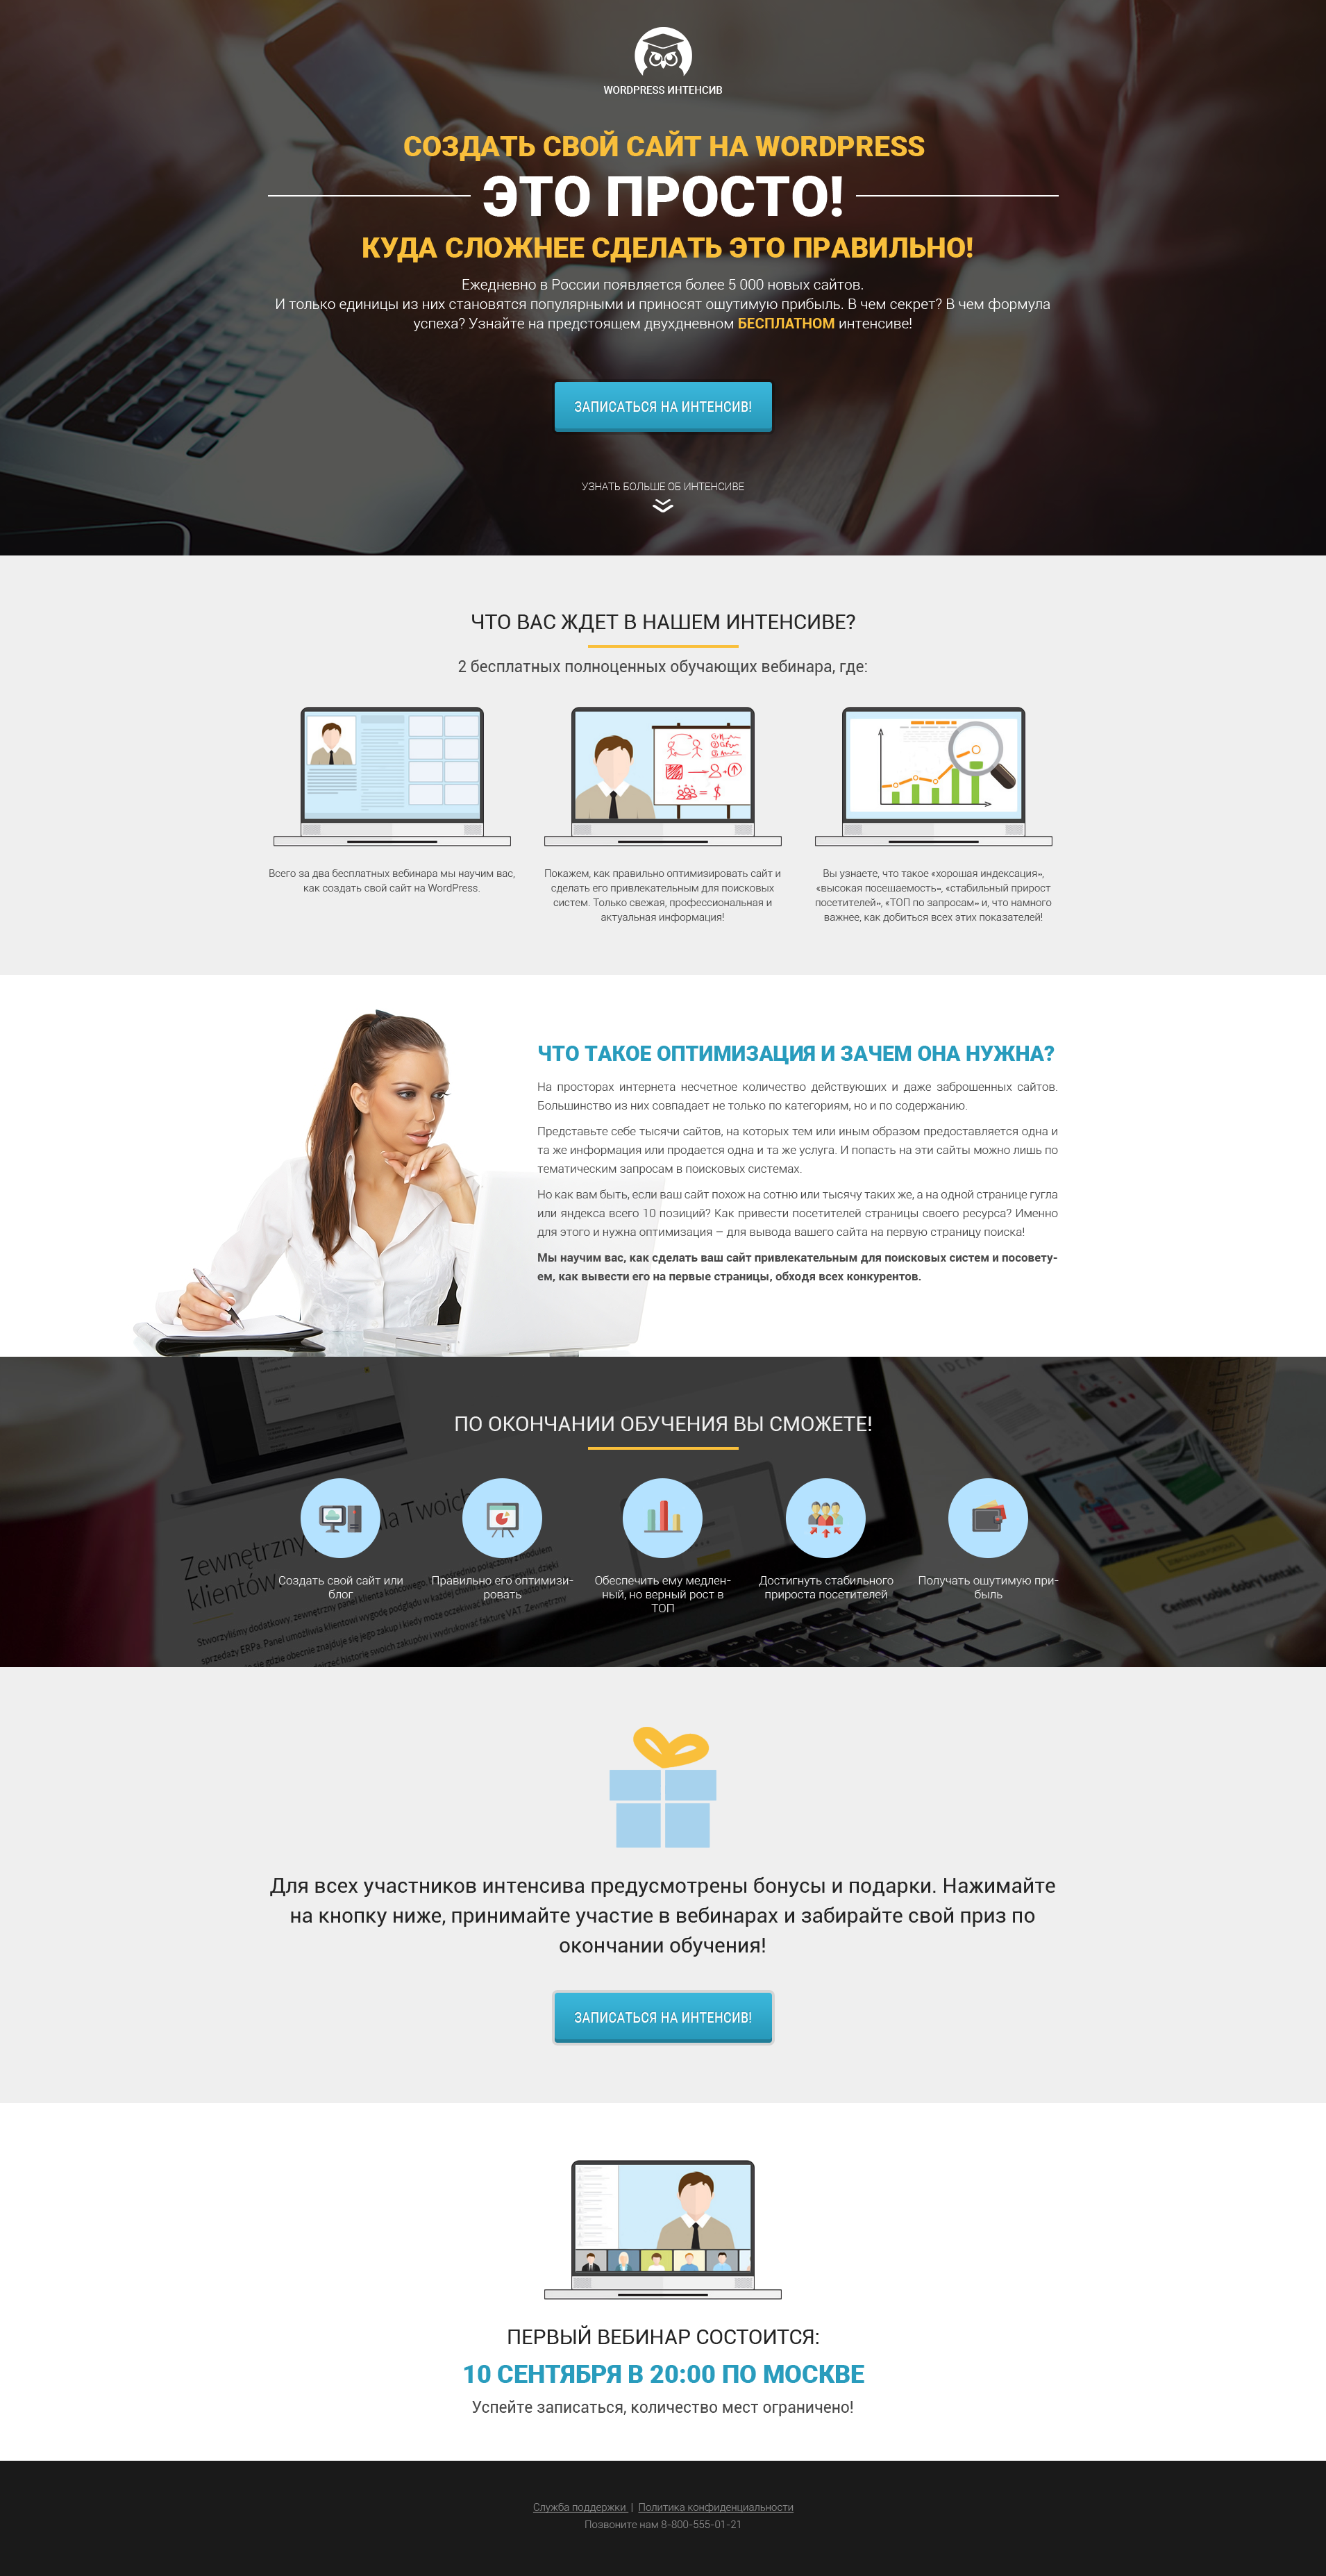 WORDPRESS ИНТЕНСИВ
СОЗДАТЬ СВОЙ САЙТ НА WORDPRESS
ЭТО ПРОСТО!
КУДА СЛОЖНЕЕ СДЕЛАТЬ ЭТО ПРАВИЛЬНО!
Ежедневно в России появляется более 5 000 новых сайтов.
И только единицы из них становятся популярными и приносят ощутимую прибыль. В чем секрет? В чем формула
успеха? Узнайте на предстоящем двухдневном БЕСПЛАТНОМ интенсиве!
ЗАПИСАТЬСЯ НА ИНТЕНСИВ!
УЗНАТЬ БОЛЬШЕ ОБ ИНТЕНСИВЕ
ЧТО ВАС ЖДЕТ В НАШЕМ ИНТЕНСИВЕ?
2 бесплатных полноценных обучающих вебинара, где:
Всего за два бесплатных вебинара мы научим вас,
как создать свой сайт на WordPress.
Покажем, как правильно оптимизировать сайт и
сделать его привлекательным для поисковых
систем. Только свежая, профессиональная и
актуальная информация!
Вы узнаете, что такое «хорошая индексация»,
«высокая посещаемость», «стабильный прирост
посетителей», «ТОП по запросам» и, что намного
важнее, как добиться всех этих показателей!
ЧТО ТАКОЕ ОПТИМИЗАЦИЯ И ЗАЧЕМ ОНА НУЖНА?
На просторах интернета несчетное количество действующих и даже заброшенных сайтов.
Большинство из них совпадает не только по категориям, но и по содержанию.
Представьте себе тысячи сайтов, на которых тем или иным образом предоставляется одна и
та же информация или продается одна и та же услуга. И попасть на эти сайты можно лишь по
тематическим запросам в поисковых системах.
Но как вам быть, если ваш сайт похож на сотню или тысячу таких же, а на одной странице гугла
или яндекса всего 10 позиций? Как привести посетителей страницы своего ресурса? Именно
для этого и нужна оптимизация – для вывода вашего сайта на первую страницу поиска!
Мы научим вас, как сделать ваш сайт привлекательным для поисковых систем и посовету-
ем, как вывести его на первые страницы, обходя всех конкурентов.
ПО ОКОНЧАНИИ ОБУЧЕНИЯ ВЫ СМОЖЕТЕ!
Zewnętrzny
klientów
la Twoich
Создать свой сайт или
блог
Правильно его оптимизи-
ровать
Обеспечить ему медлен-
ный, но верный рост в
ТОП
Достигнуть стабильного
прироста посетителей
Получать ощутимую при-
быль
Для всех участников интенсива предусмотрены бонусы и подарки. Нажимайте
на кнопку ниже, принимайте участие в вебинарах и забирайте свой приз по
окончании обучения!
ЗАПИСАТЬСЯ НА ИНТЕНСИВ!
ПЕРВЫЙ ВЕБИНАР СОСТОИТСЯ:
10 СЕНТЯБРЯ В 20:00 ПО МОСКВЕ
Успейте записаться, количество мест ограничено!
Служба поддержки | Политика конфиденциальности
Позвоните нам 8-800-555-01-21